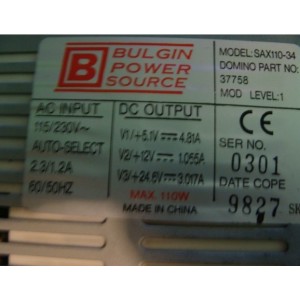 B BULGIN
POWER
SOURCE
MODEL:SAX110-34
DOMINO PART NO:
37758
MOD LEVEL:1
AC INPUT
115/230V~
AUTO-SELECT
2.3/1.2A
60/50HZ
DC OUTPUT
V1/+5.1V 4.81A
V2/+12V 1.055A
V3/+24.6V 3.017A
MAX. 110W
MADE IN CHINA
CE
SER NO.
0301
DATE COPE
9827